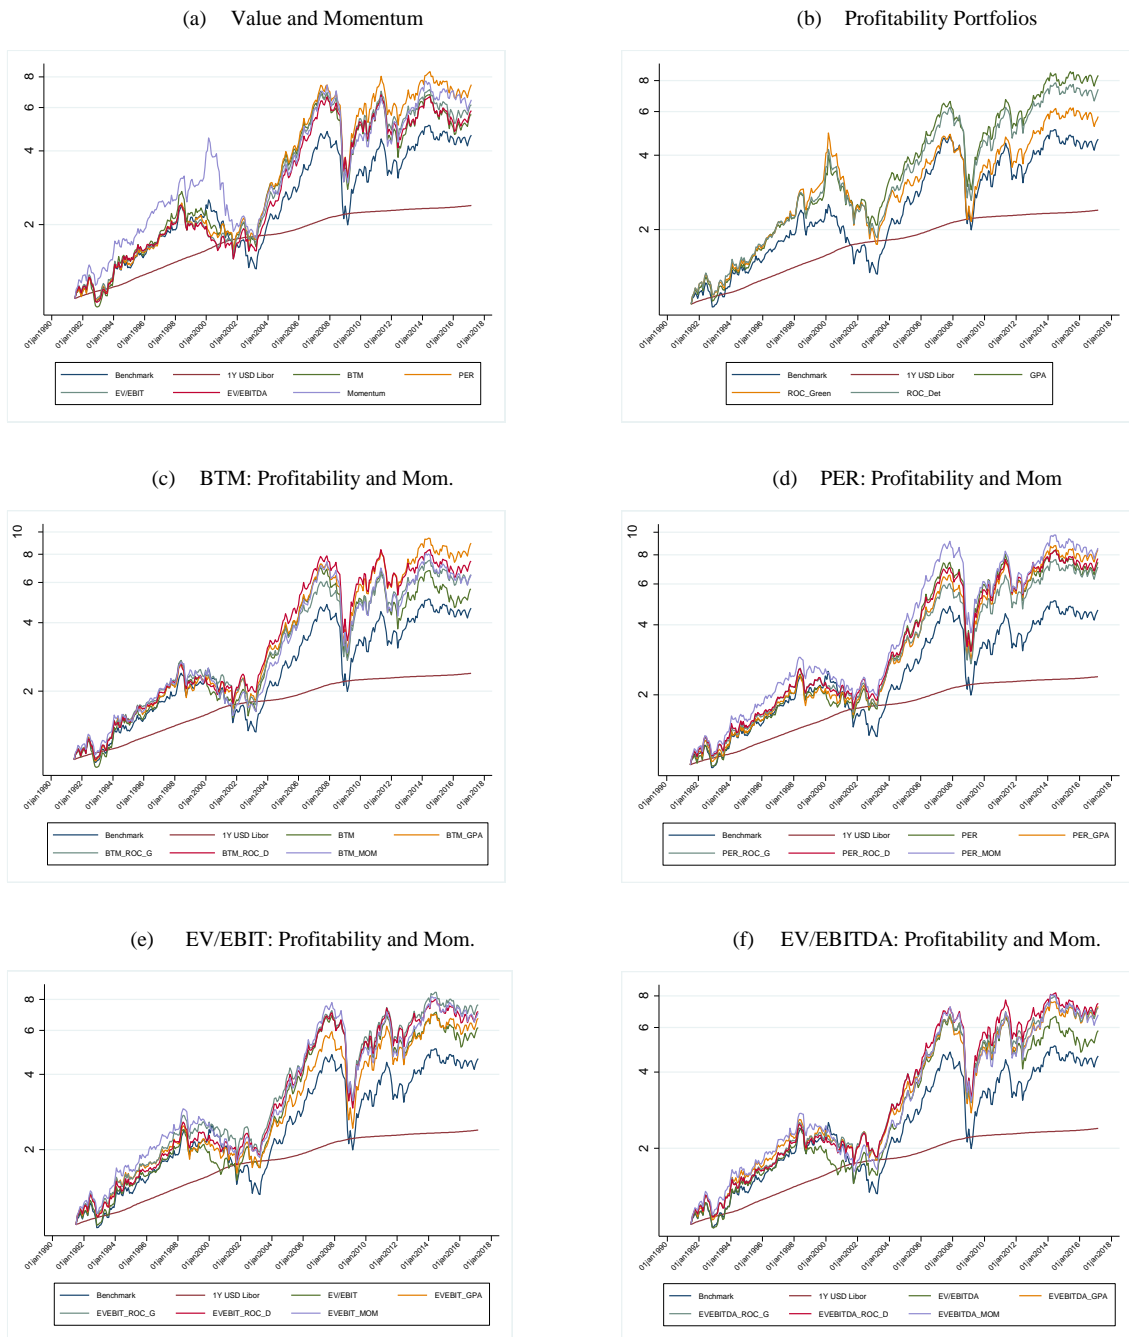 (a) Value and Momentum
8
6
4
2
01jan1990 01jan1992 01jan1994 01jan1996 01jan1998 01jan2000 01jan2002 01jan2004 01jan2006 01jan2008 01jan2010 01jan2012 01jan2014 01jan2016 01jan2018
Benchmark 1Y USD Libor BTM PER
EV/EBIT EV/EBITDA Momentum
(b) Profitability Portfolios
8
6
4
2
01jan1990 01jan1992 01jan1994 01jan1996 01jan1998 01jan2000 01jan2002 01jan2004 01jan2006 01jan2008 01jan2010 01jan2012 01jan2014 01jan2016 01jan2018
Benchmark 1Y USD Libor GPA
ROC_Green ROC_Det
(c) BTM: Profitability and Mom.
10
8
6
4
2
01jan1990 01jan1992 01jan1994 01jan1996 01jan1998 01jan2000 01jan2002 01jan2004 01jan2006 01jan2008 01jan2010 01jan2012 01jan2014 01jan2016 01jan2018
Benchmark 1Y USD Libor BTM BTM_GPA
BTM_ROC_G BTM_ROC_D BTM_MOM
(d) PER: Profitability and Mom
10
8
6
4
2
01jan1990 01jan1992 01jan1994 01jan1996 01jan1998 01jan2000 01jan2002 01jan2004 01jan2006 01jan2008 01jan2010 01jan2012 01jan2014 01jan2016 01jan2018
Benchmark 1Y USD Libor PER PER_GPA
PER_ROC_G PER_ROC_D PER_MOM
(e) EV/EBIT: Profitability and Mom.
8
6
4
2
01jan1990 01jan1992 01jan1994 01jan1996 01jan1998 01jan2000 01jan2002 01jan2004 01jan2006 01jan2008 01jan2010 01jan2012 01jan2014 01jan2016 01jan2018
Benchmark 1Y USD Libor EV/EBIT EVEBIT_GPA
EVEBIT_ROC_G EVEBIT_ROC_D EVEBIT_MOM
(f) EV/EBITDA: Profitability and Mom.
8
6
4
2
01jan1990 01jan1992 01jan1994 01jan1996 01jan1998 01jan2000 01jan2002 01jan2004 01jan2006 01jan2008 01jan2010 01jan2012 01jan2014 01jan2016 01jan2018
Bnchmark 1Y USD Libor EV/EBITDA EVEBITDA_GPA
EVEBITDA_ROC_G EVEBITDA_ROC_D EVEBITDA_MOM